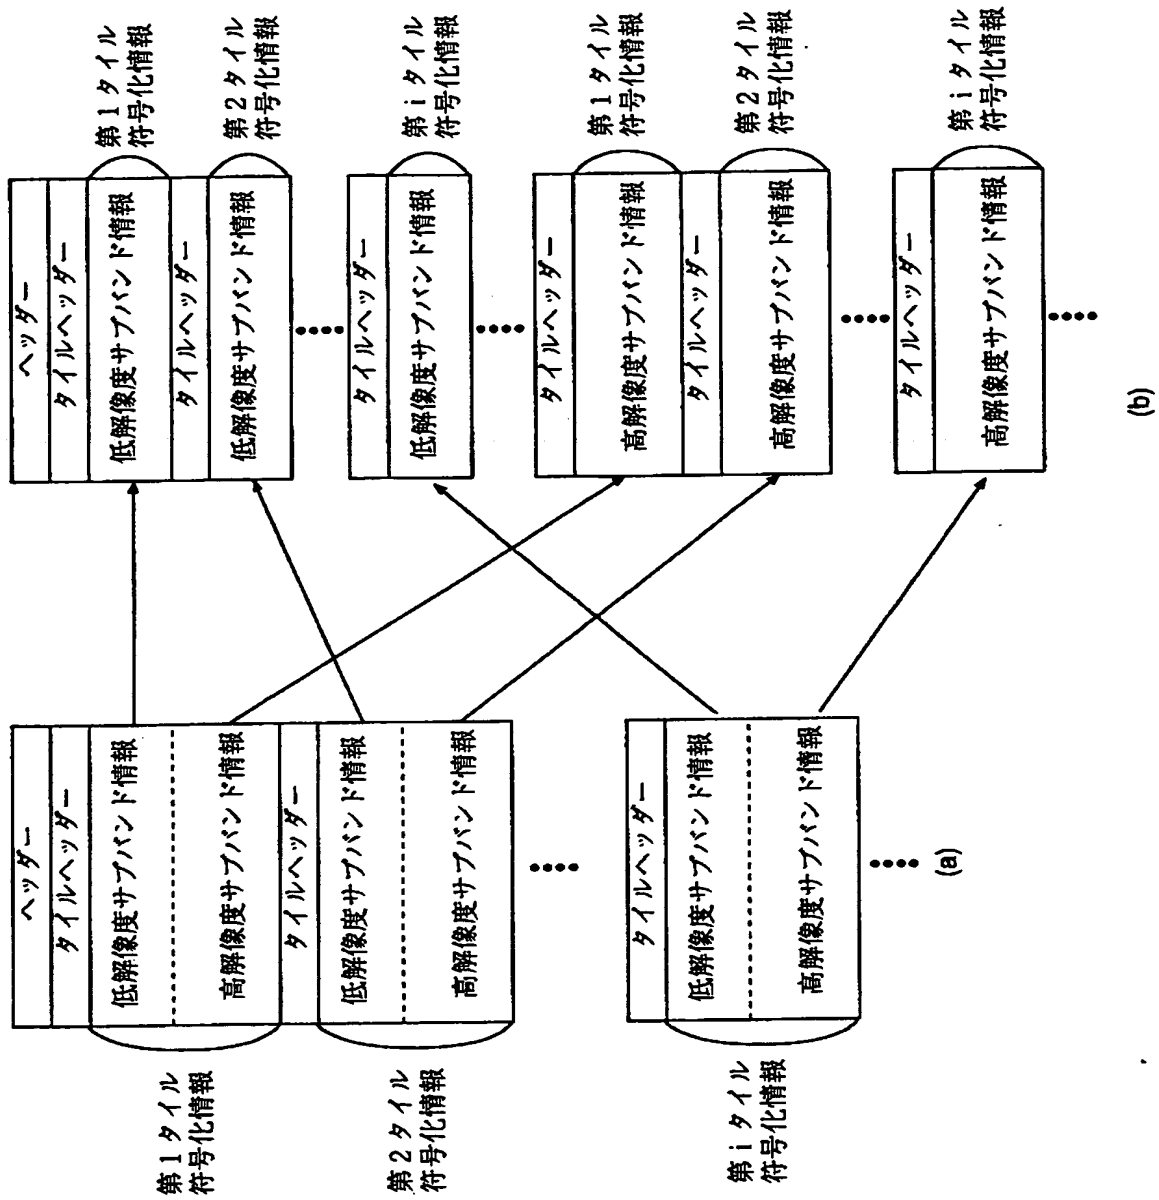 ヘッダー
タイルヘッダー
低解像度サブバンド情報
高解像度サブバンド情報
タイルヘッダー
低解像度サブバンド情報
高解像度サブバンド情報
タイルヘッダー
低解像度サブバンド情報
高解像度サブバンド情報
第1タイル
符号化情報
第2タイル
符号化情報
第iタイル
符号化情報
(a)
ヘッダー
タイルヘッダー
低解像度サブバンド情報
タイルヘッダー
低解像度サブバンド情報
タイルヘッダー
低解像度サブバンド情報
タイルヘッダー
高解像度サブバンド情報
タイルヘッダー
高解像度サブバンド情報
タイルヘッダー
高解像度サブバンド情報
第1タイル
符号化情報
第2タイル
符号化情報
第iタイル
符号化情報
第1タイル
符号化情報
第2タイル
符号化情報
第iタイル
符号化情報
(b)